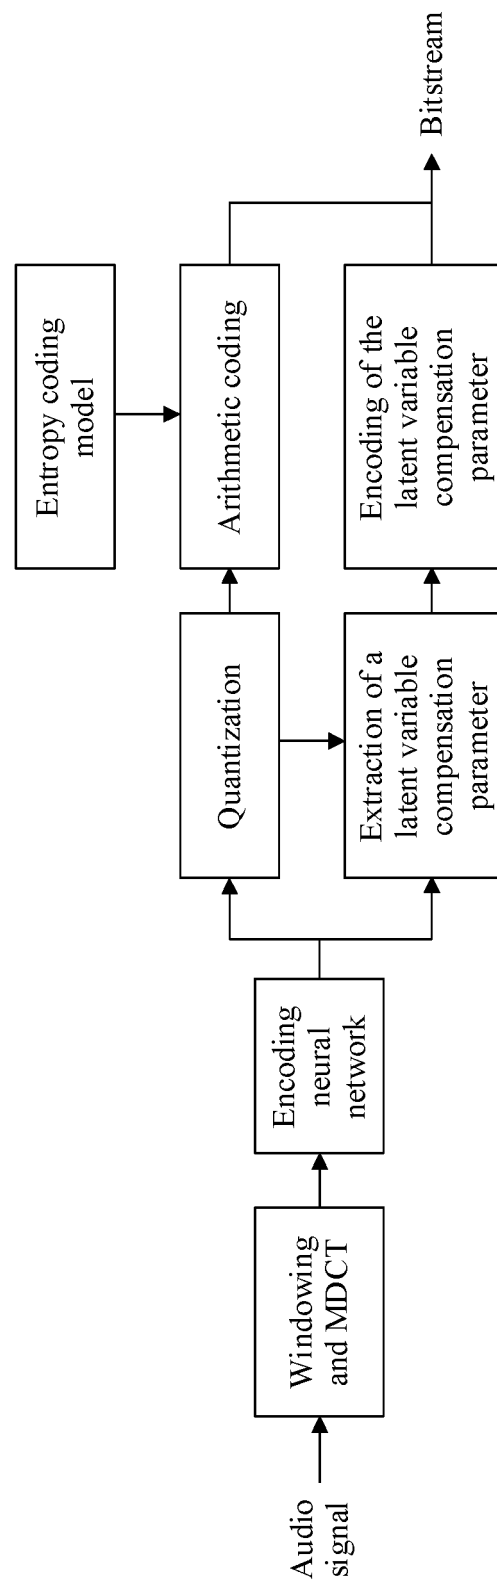 Audio
signal
Windowing
and MDCT
Encoding
neural
network
Quantization
Extraction of a
latent variable
compensation
parameter
Entropy coding
model
Arithmetic coding
Encoding of the
latent variable
compensation
parameter
Bitstream